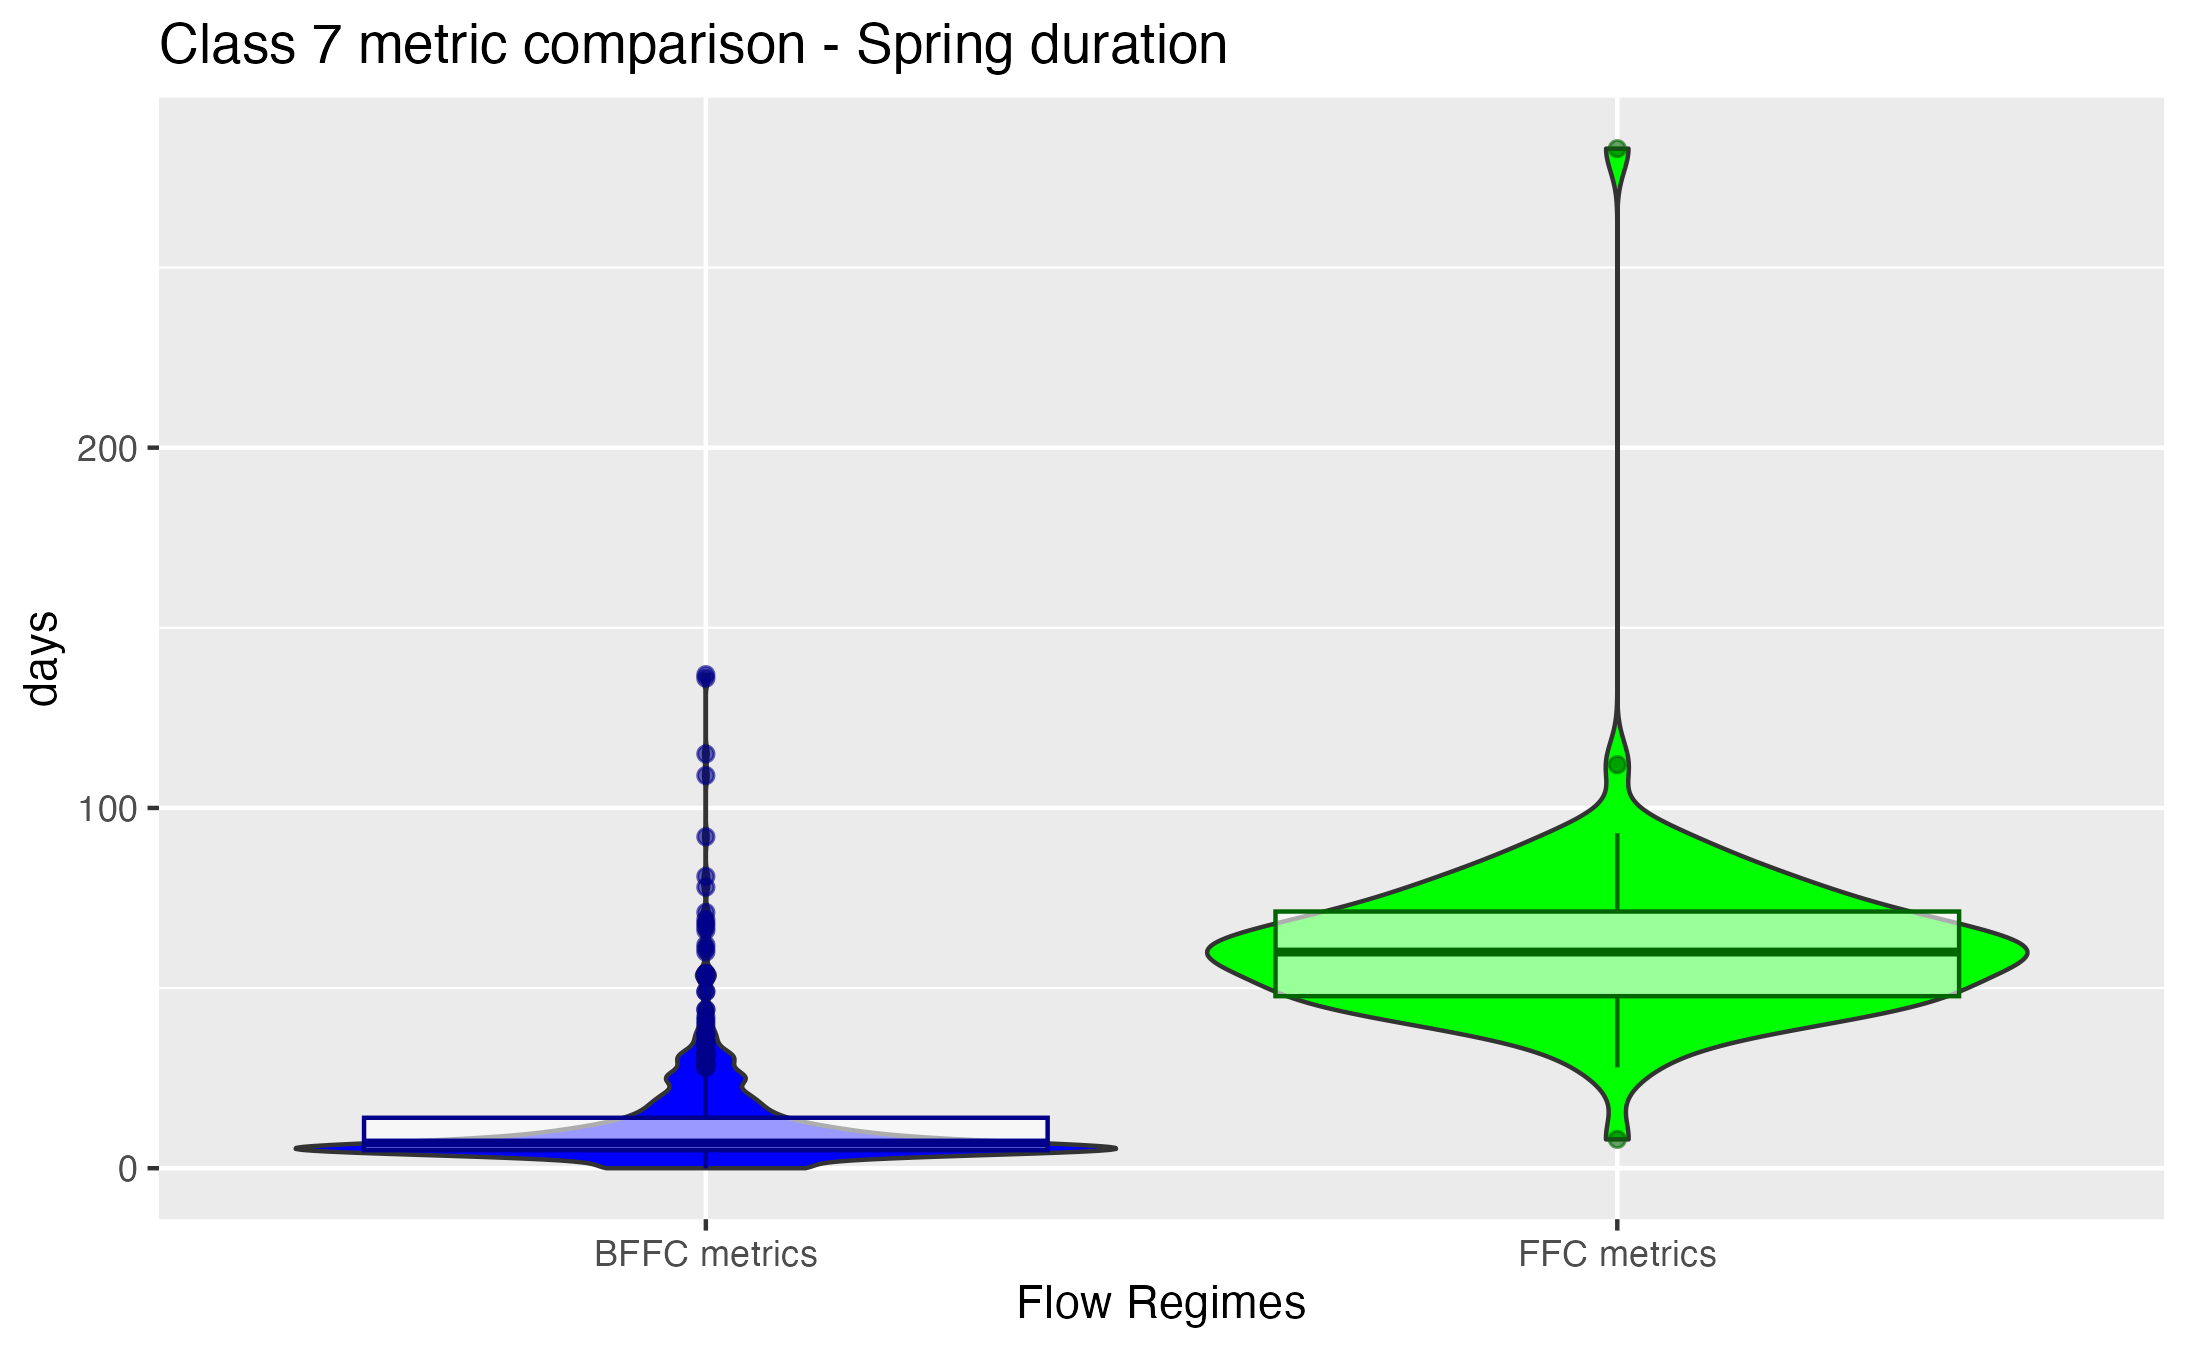 Class 7 metric comparison - Spring duration
days
200
100
0
BFFC metrics
FFC metrics
Flow Regimes